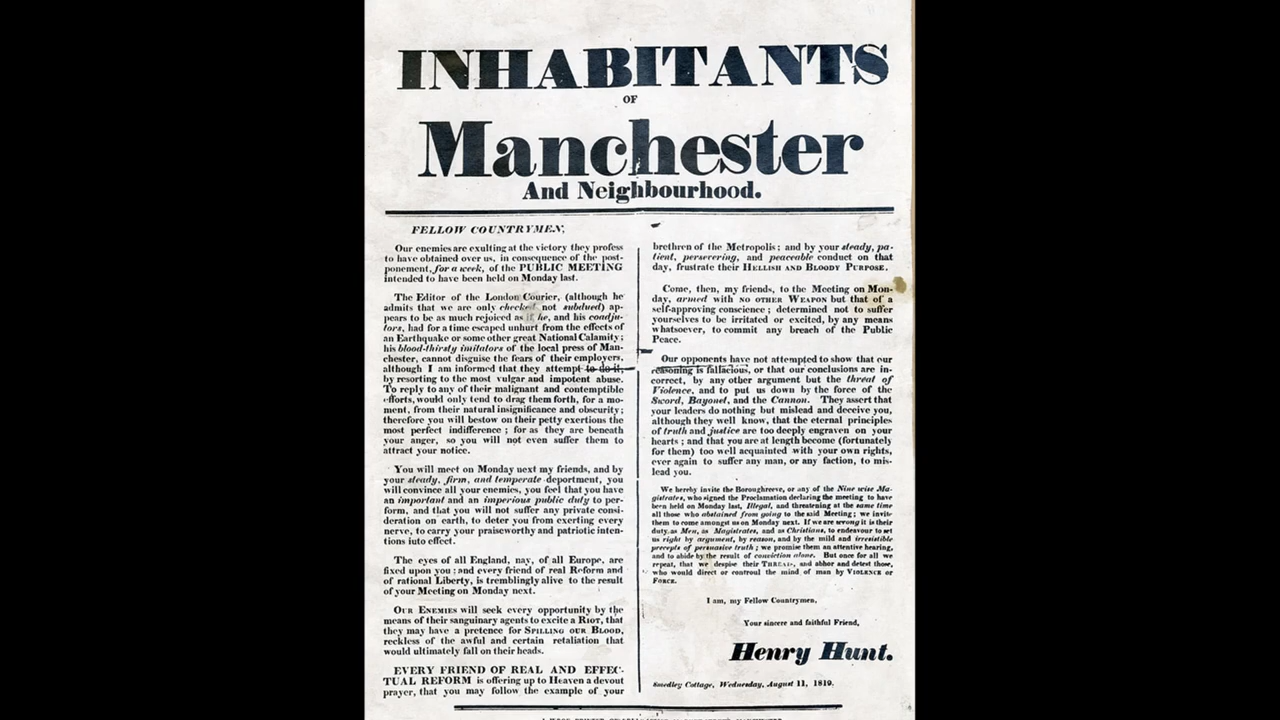 INHABITANTS
OF
Manchester
And Neighbourhood.
FELLOW COUNTRYMEN,
Our enemies are exulting at the victory they profess
to have obtained over us, in consequence of the post-
ponement, for a week, of the PUBLIC MEETING
intended to have been held on Monday last.
The Editor of the London Courier, (although he
admits that we are only checked not subdued) ap-
pears to be as much rejoiced as if he, and his coadju-
tors, had for a time escaped unhurt from the effects of
an Earthquake or some other great National Calamity;
his blood-thirsty imitators of the local press of Man-
chester, cannot disguise the fears of their employers,
although I am informed that they attempt to do it,
by resorting to the most vulgar and impotent abuse.
To reply to any of their malignant and contemptible
efforts, would only tend to drag them forth, for a mo-
ment, from their natural insignificance and obscurity;
therefore you will bestow on their petty exertions the
most perfect indifference; for as they are beneath
your anger, so you will not even suffer them to
attract your notice.
You will meet on Monday next my friends, and by
your steady, firm, and temperate deportment, you
will convince all your enemies, you feel that you have
an important and an imperious public duty to per-
form, and that you will not suffer any private consi-
deration on earth, to deter you from exerting every
nerve, to carry your praiseworthy and patriotic inten-
tions into effect.
The eyes of all England, nay, of all Europe, are
fixed upon you; and every friend of real Reform and
of rational Liberty, is tremblingly alive to the result
of your Meeting on Monday next.
OUR ENEMIES will seek every opportunity by the
means of their sanguinary agents to excite a RIOT, that
they may have a pretence for SPILLING OUR BLOOD,
reckless of the awful and certain retaliation that
would ultimately fall on their heads.
EVERY FRIEND OF REAL AND EFFEC-
TUAL REFORM is offering up to Heaven a devout
prayer, that you may follow the example of your
brethren of the Metropolis; and by your steady, pa-
tient, persevering, and peaceable conduct on that
day, frustrate their HELLISH AND BLOODY PURPOSE.
Come, then, my friends, to the Meeting on Mon-
day, armed with NO OTHER WEAPON but that of a
self-approving conscience; determined not to suffer
yourselves to be irritated or excited, by any means
whatsoever, to commit any breach of the Public
Peace.
Our opponents have not attempted to show that our
reasoning is fallacious, or that our conclusions are in-
correct, by any other argument but the threat of
Violence, and to put us down by the force of the
Sword, Bayonet, and the Cannon. They assert that
your leaders do nothing but mislead and deceive you,
although they well know, that the eternal principles
of truth and justice are too deeply engraven on your
hearts; and that you are at length become (fortunately
for them) too well acquainted with your own rights,
ever again to suffer any man, or any faction, to mis-
lead you.
We hereby invite the Boroughreeve, or any of the Nine wise Ma-
gistrates, who signed the Proclamation declaring the meeting to have
been held on Monday last, Illegal, and threatening at the same time
all those who abstained from going to the said Meeting; we invite
them to come amongst us on Monday next. If we are wrong it is their
duty as Men, as Magistrates, and as Christians, to endeavour to set
us right by argument, by reason, and by the mild and irresistible
precepts of persuasive truth; we promise them an attentive hearing,
and to abide by the result of conviction alone. But once for all we
repeat, that we despise their THREATS, and abhor and detest those,
who would direct or controul the mind of man by VIOLENCE or
FORCE.
I am, my Fellow Countrymen,
Your sincere and faithful Friend,
Henry Hunt.
Smedley Cottage, Wednesday, August 11, 1819.